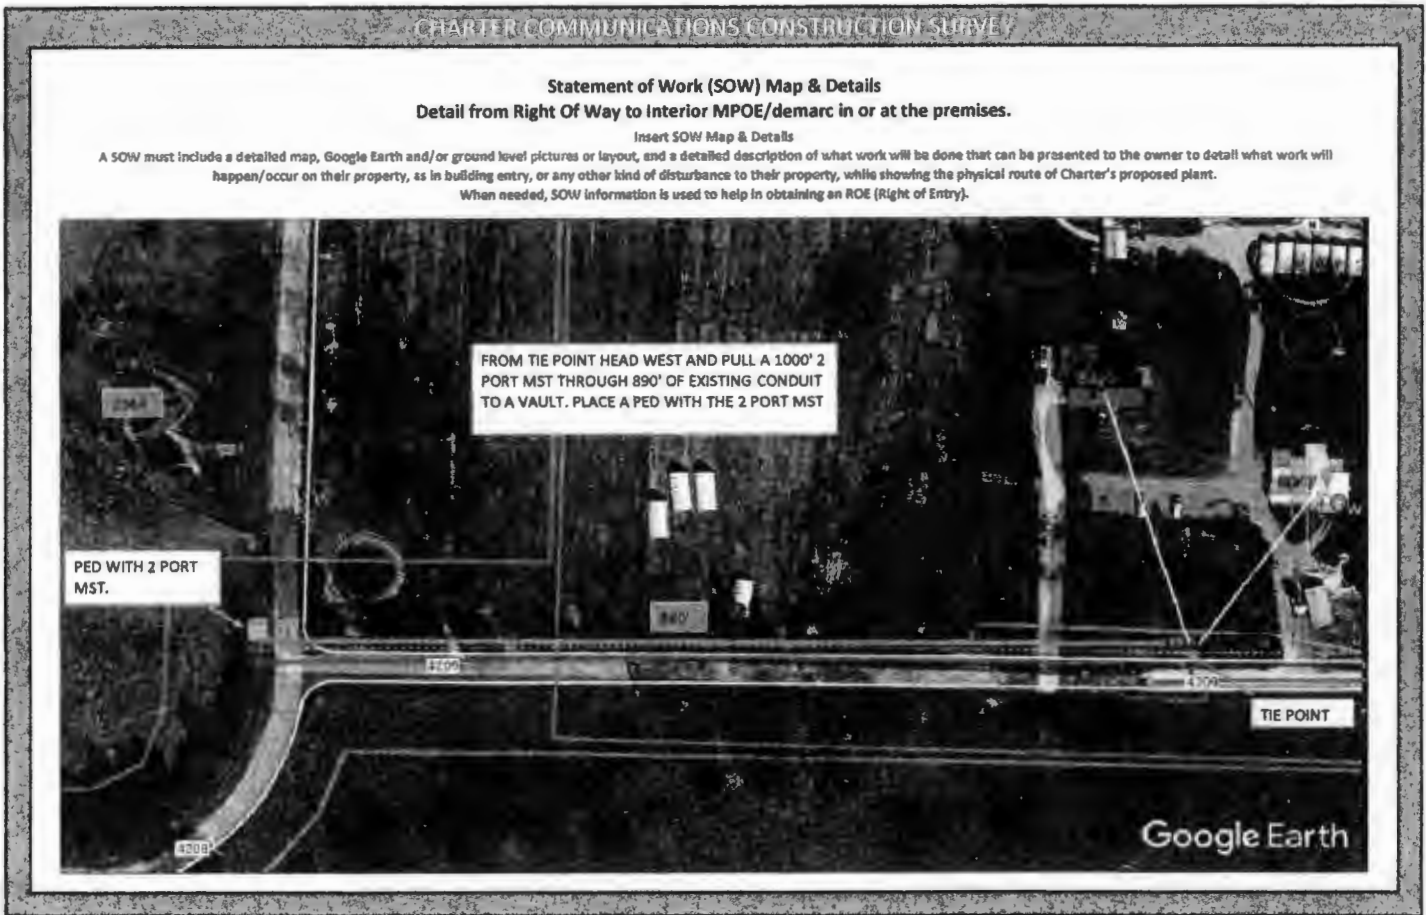 CHARTER COMMUNICATIONS CONSTRUCTION SURVEY
Statement of Work (SOW) Map & Details
Detail from Right Of Way to Interior MPOE/demarc in or at the premises.
Insert SOW Map & Details
A SOW must include a detailed map, Google Earth and/or ground level pictures or layout, and a detailed description of what work will be done that can be presented to the owner to detail what work will
happen/occur on their property, as in building entry, or any other kind of disturbance to their property, while showing the physical route of Charter's proposed plant.
When needed, SOW information is used to help in obtaining an ROE (Right of Entry).
FROM TIE POINT HEAD WEST AND PULL A 1000' 2
PORT MST THROUGH 890' OF EXISTING CONDUIT
TO A VAULT. PLACE A PED WITH THE 2 PORT MST
PED WITH 2 PORT
MST.
4209
4209
TIE POINT
4208
Google Earth